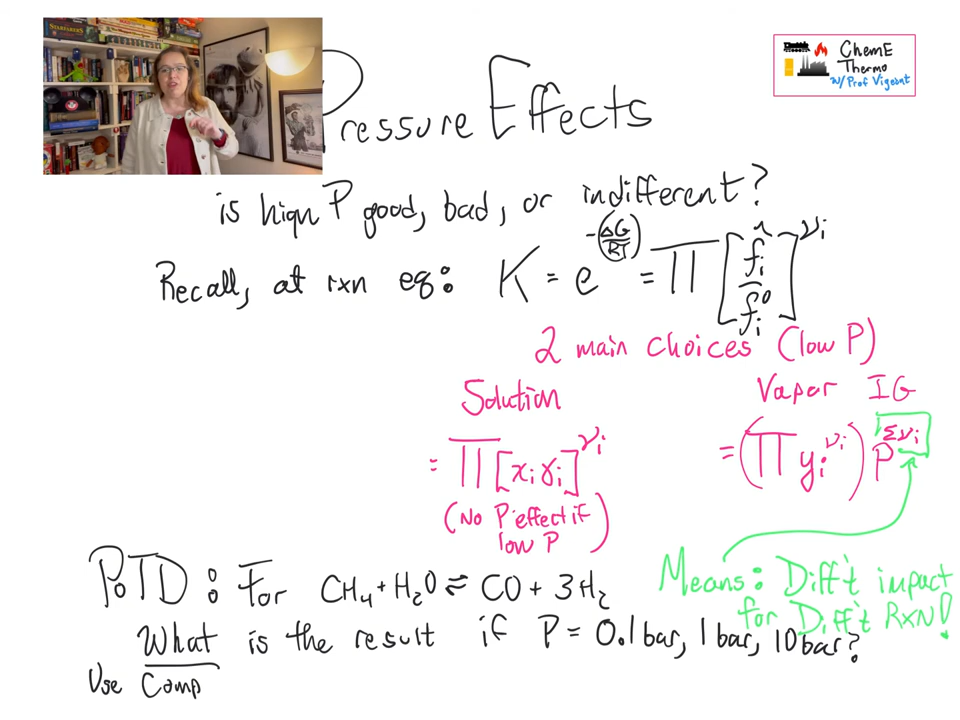 ChemE
Thermo
w/ Prof Vigeant
Pressure Effects
is high P good, bad, or indifferent?
Recall, at rxn eq: K = e^-(ΔG/RT) = Π [f̂i/fi°]^νi
2 main choices (low P)
Solution
= Π [xiγi]^νi
(No P effect if
low P)
Vapor IG
= (Π yi^νi) P^Σνi
Means: Diff't impact
for Diff't RxN!
PoTD: For CH4 + H2O ⇌ CO + 3H2
What is the result if P = 0.1bar, 1 bar, 10 bar?
Use Comp